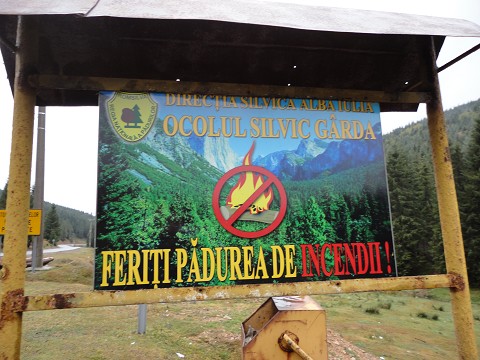 DIRECȚIA SILVICĂ ALBA IULIA
OCOLUL SILVIC GÂRDA
FERIȚI PĂDUREA DE INCENDII !